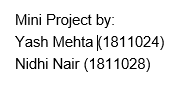 Mini Project by:
Yash Mehta (1811024)
Nidhi Nair (1811028)